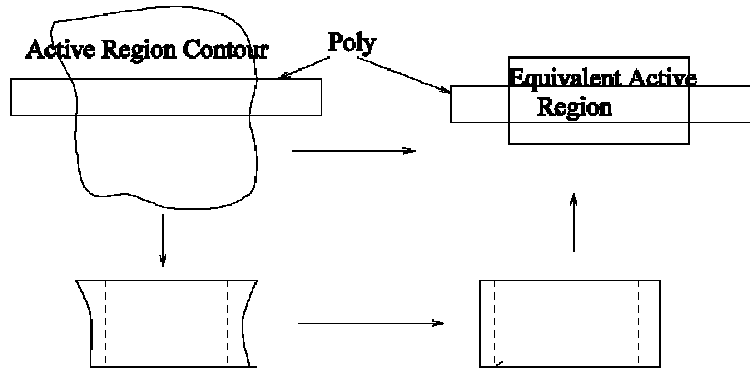 Active Region Contour
Poly
Equivalent Active
Region